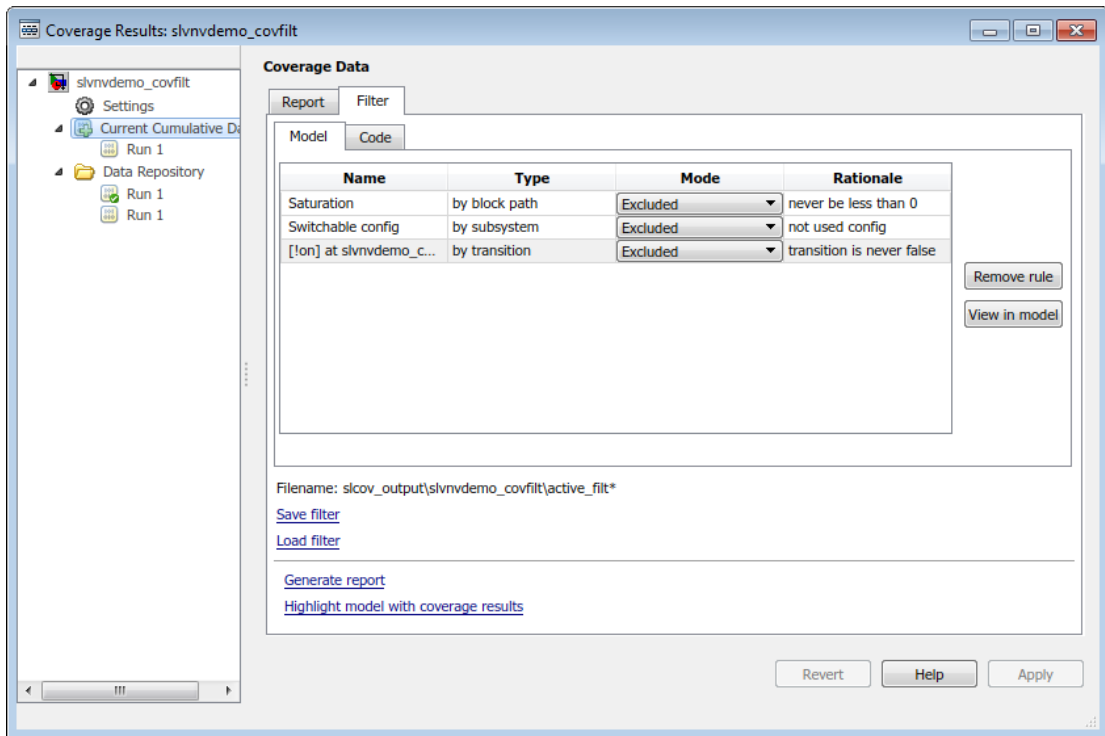 Coverage Results: slvnvdemo_covfilt
slvnvdemo_covfilt
Settings
Current Cumulative Da
Run 1
Data Repository
Run 1
Run 1
Coverage Data
Report Filter
Model Code
Name Type Mode Rationale
Saturation by block path Excluded never be less than 0
Switchable config by subsystem Excluded not used config
[!on] at slvnvdemo_c... by transition Excluded transition is never false
Remove rule
View in model
Filename: slcov_output\slvnvdemo_covfilt\active_filt*
Save filter
Load filter
Generate report
Highlight model with coverage results
Revert Help Apply